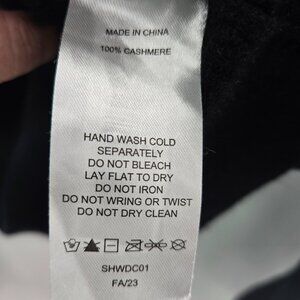 MADE IN CHINA
100% CASHMERE
HAND WASH COLD
SEPARATELY
DO NOT BLEACH
LAY FLAT TO DRY
DO NOT IRON
DO NOT WRING OR TWIST
DO NOT DRY CLEAN
SHWDC01
FA/23